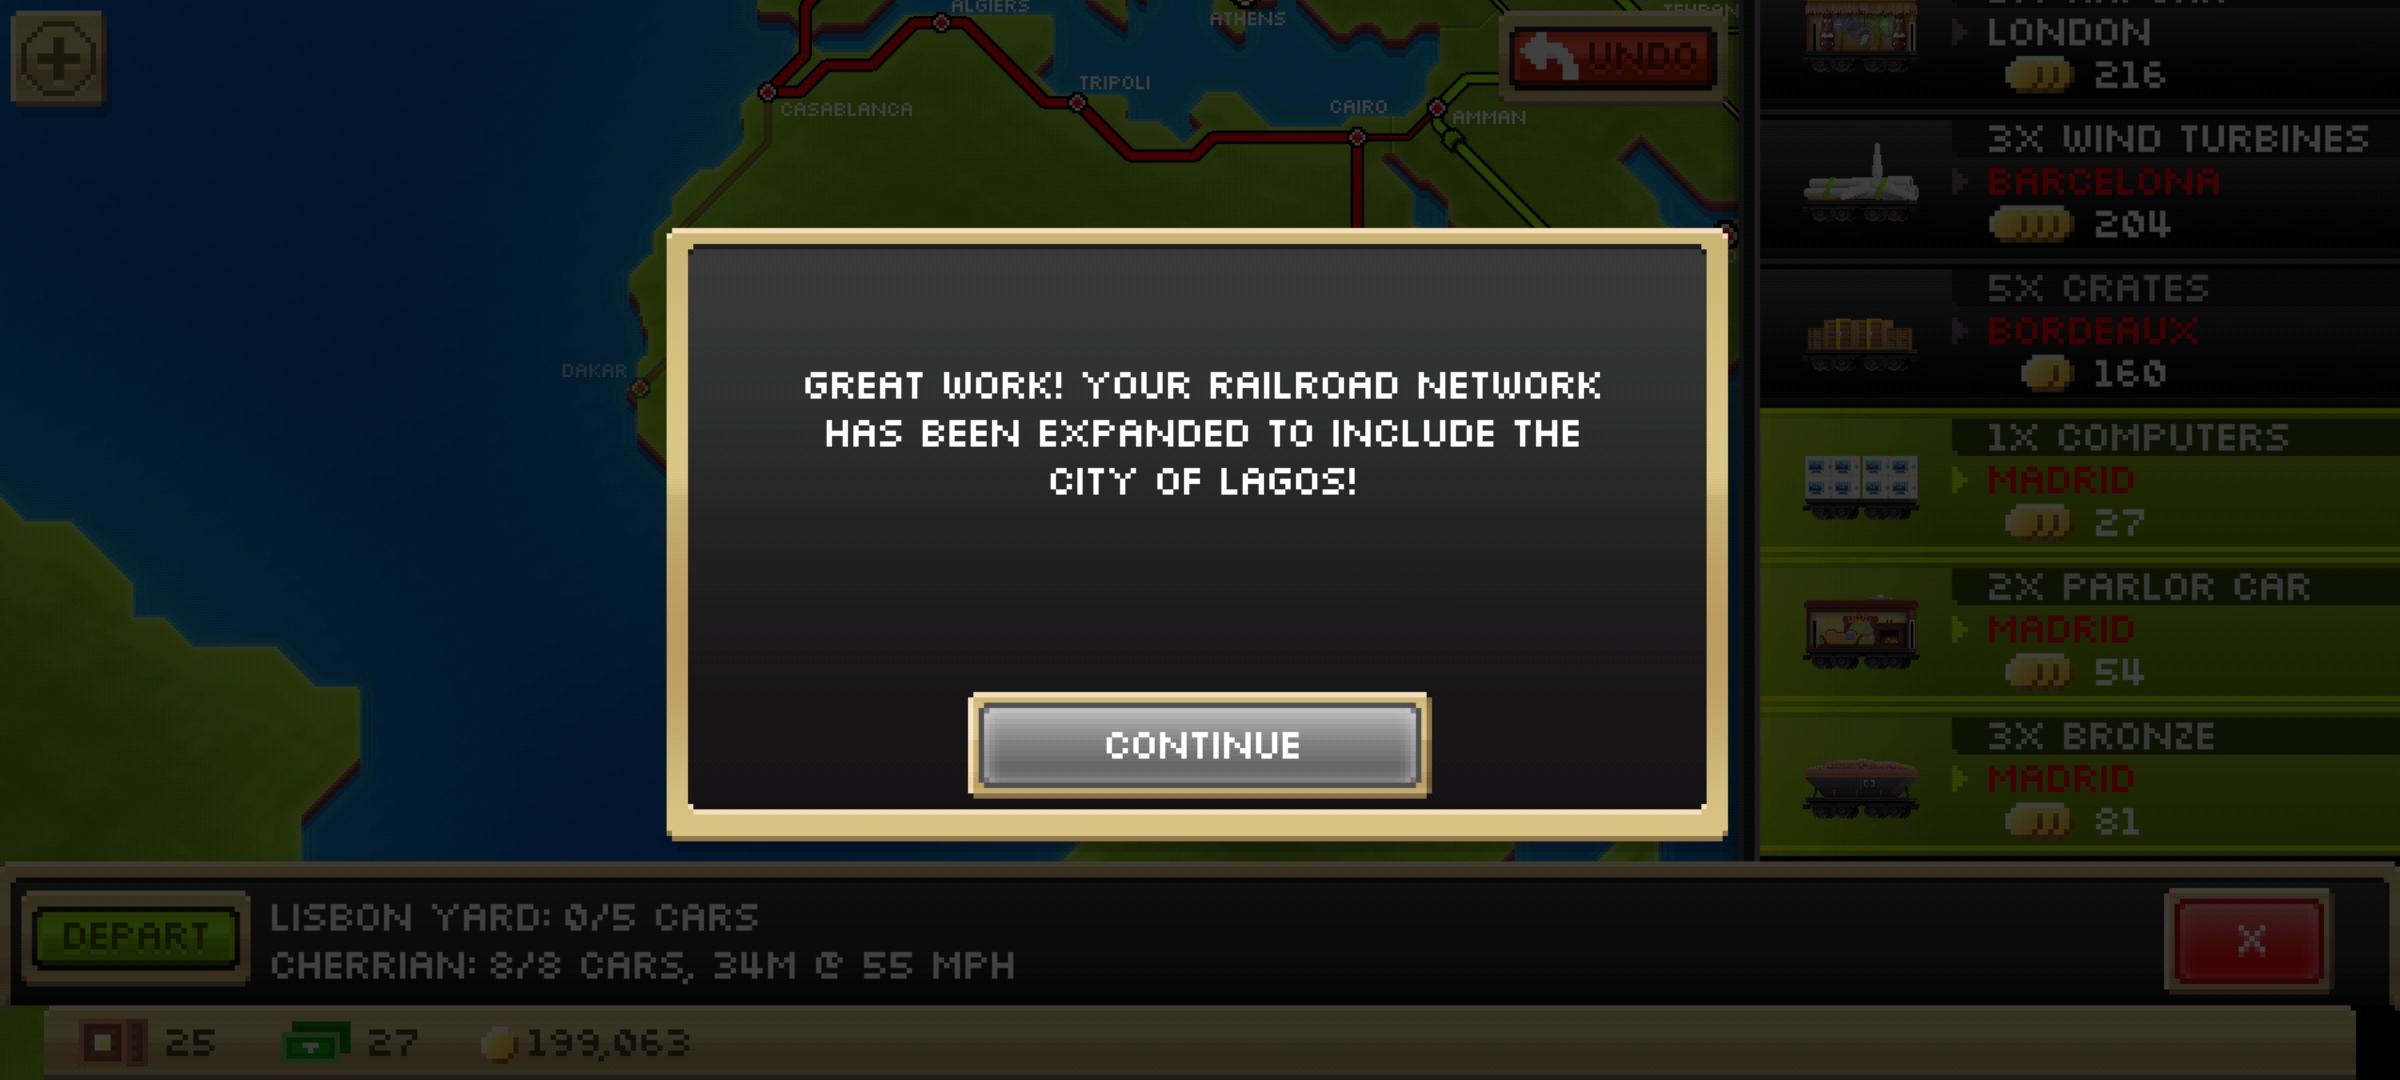 ALGIERS
ATHENS
TEHRAN
UNDO
CASABLANCA
TRIPOLI
CAIRO
AMMAN
DAKAR
LONDON
216
3X WIND TURBINES
BARCELONA
204
5X CRATES
BORDEAUX
160
1X COMPUTERS
MADRID
27
2X PARLOR CAR
MADRID
54
3X BRONZE
MADRID
81
GREAT WORK! YOUR RAILROAD NETWORK
HAS BEEN EXPANDED TO INCLUDE THE
CITY OF LAGOS!
CONTINUE
DEPART
LISBON YARD: 0/5 CARS
CHERRIAN: 8/8 CARS, 34M @ 55 MPH
X
25
27
199,063